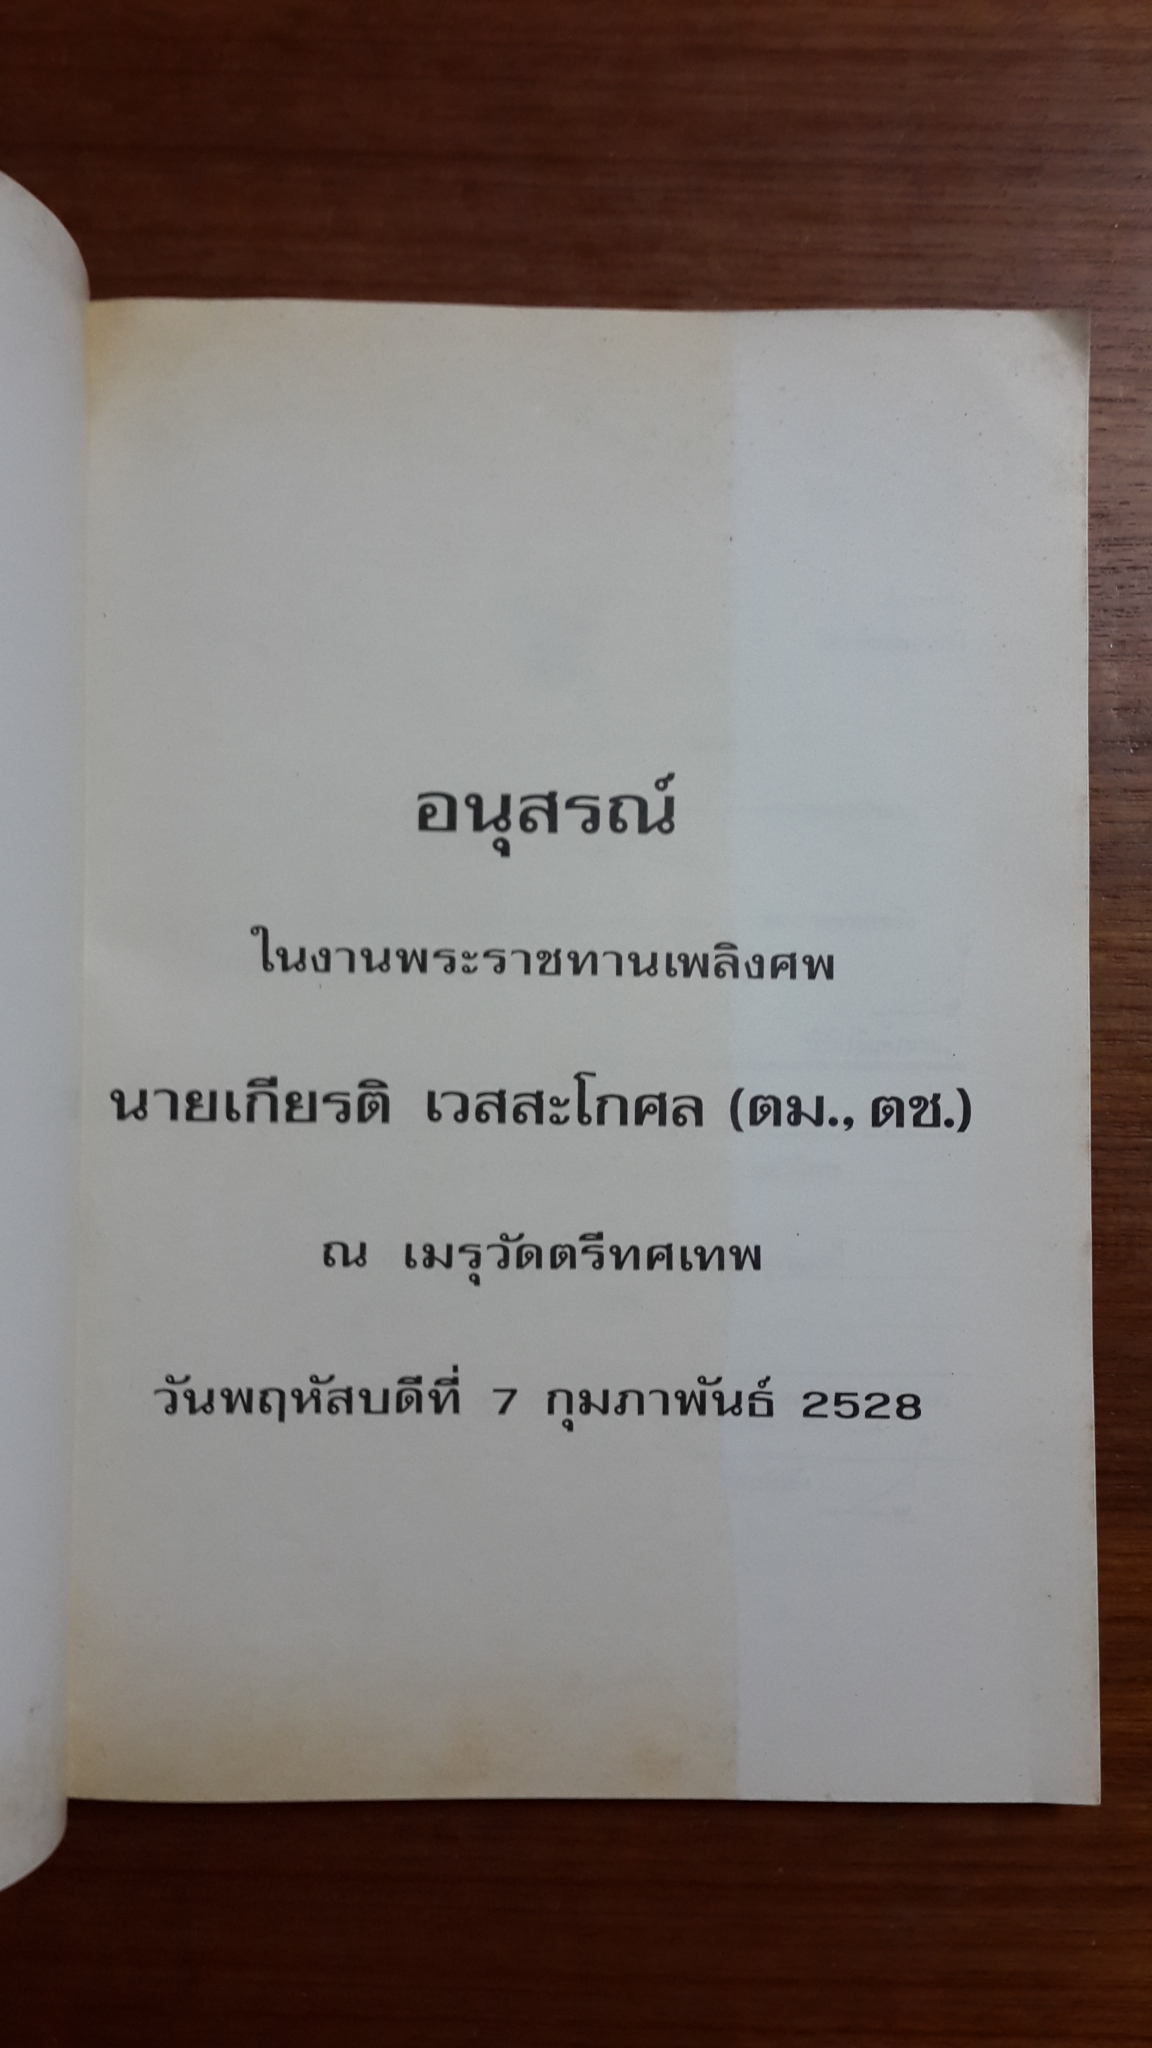 อนุสรณ์
ในงานพระราชทานเพลิงศพ
นายเกียรติ เวสสะโกศล (ตม., ตช.)
ณ เมรุวัดตรีทศเทพ
วันพฤหัสบดีที่ 7 กุมภาพันธ์ 2528